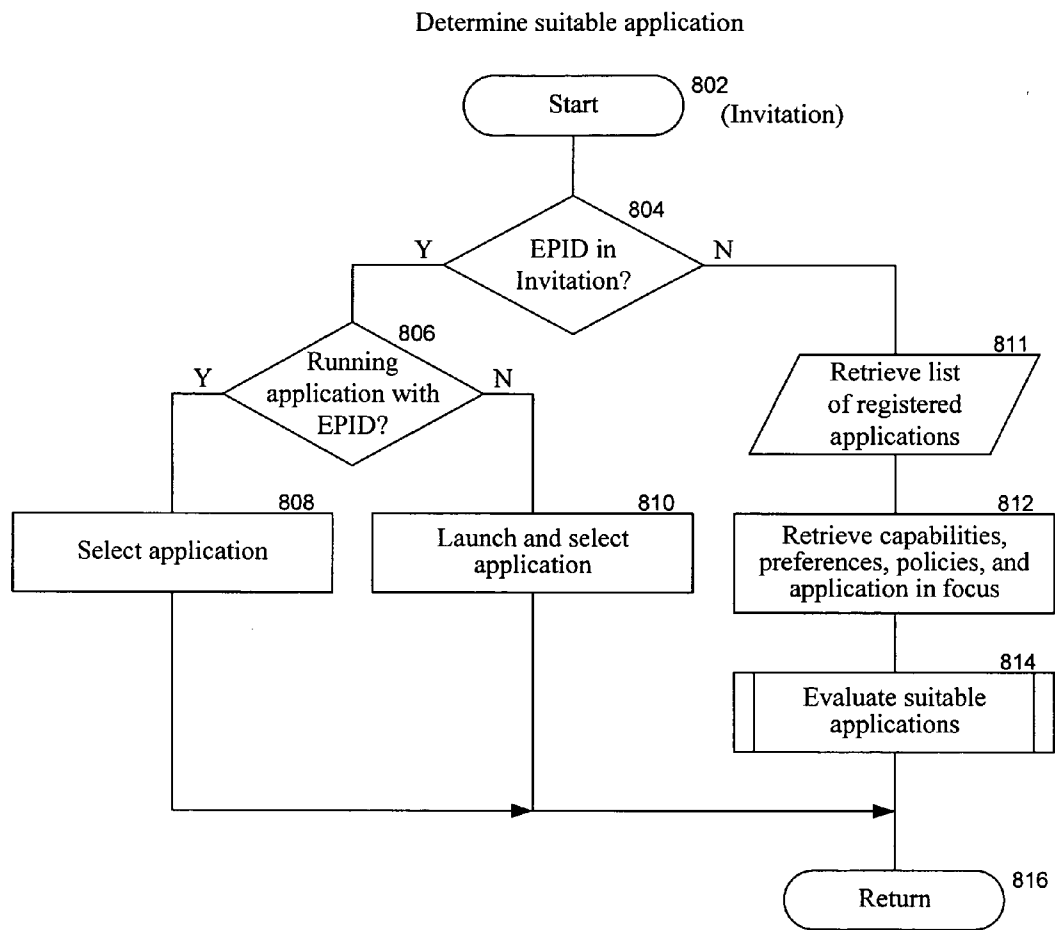 Determine suitable application
802
Start
(Invitation)
804
Y
EPID in
Invitation?
N
806
Y
Running
application with
EPID?
N
811
Retrieve list
of registered
applications
808
Select application
810
Launch and select
application
812
Retrieve capabilities,
preferences, policies, and
application in focus
814
Evaluate suitable
applications
Return
816